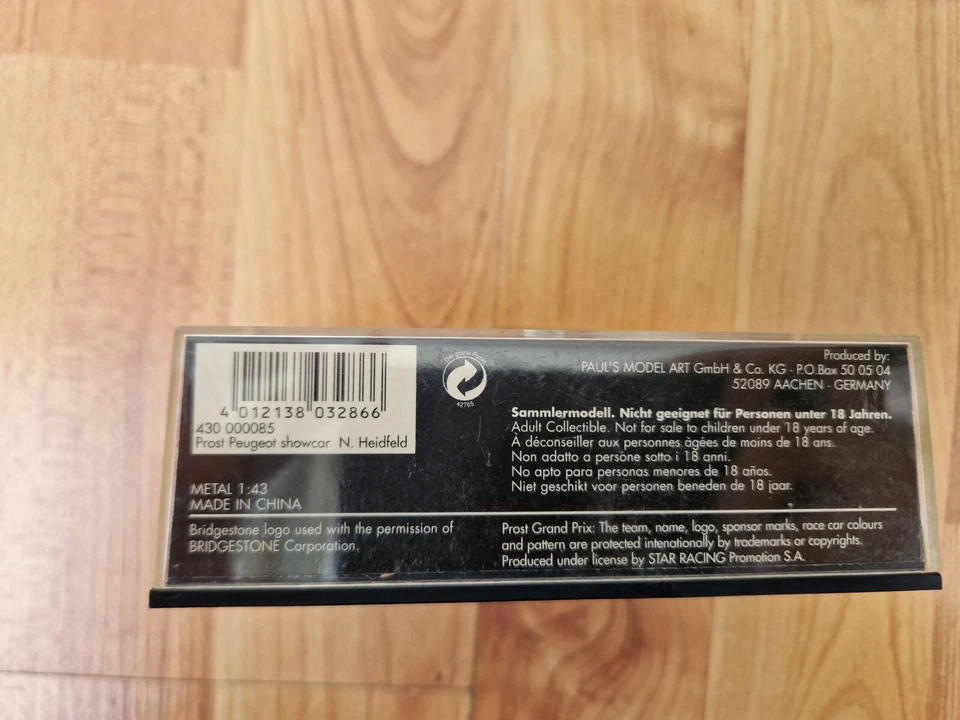 4 012138 032866
430 000085
Prost Peugeot showcar N. Heidfeld
METAL 1:43
MADE IN CHINA
Bridgestone logo used with the permission of
BRIDGESTONE Corporation.
Der grüne Punkt
42765
Produced by:
PAUL'S MODEL ART GmbH & Co. KG - P.O.Box 50 05 04
52089 AACHEN - GERMANY
Sammlermodell. Nicht geeignet für Personen unter 18 Jahren.
Adult Collectible. Not for sale to children under 18 years of age.
À déconseiller aux personnes âgées de moins de 18 ans.
Non adatto a persone sotto i 18 anni.
No apto para personas menores de 18 años.
Niet geschikt voor personen beneden de 18 jaar.
Prost Grand Prix: The team, name, logo, sponsor marks, race car colours
and pattern are protected intenationally by trademarks or copyrights.
Produced under license by STAR RACING Promotion S.A.